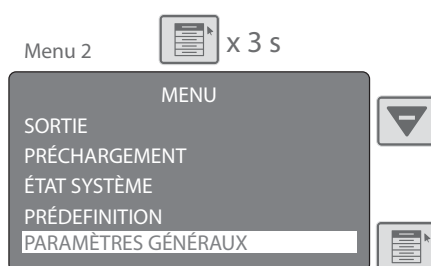 Menu 2
x 3 s
MENU
SORTIE
PRÉCHARGEMENT
ÉTAT SYSTÈME
PRÉDEFINITION
PARAMÈTRES GÉNÉRAUX